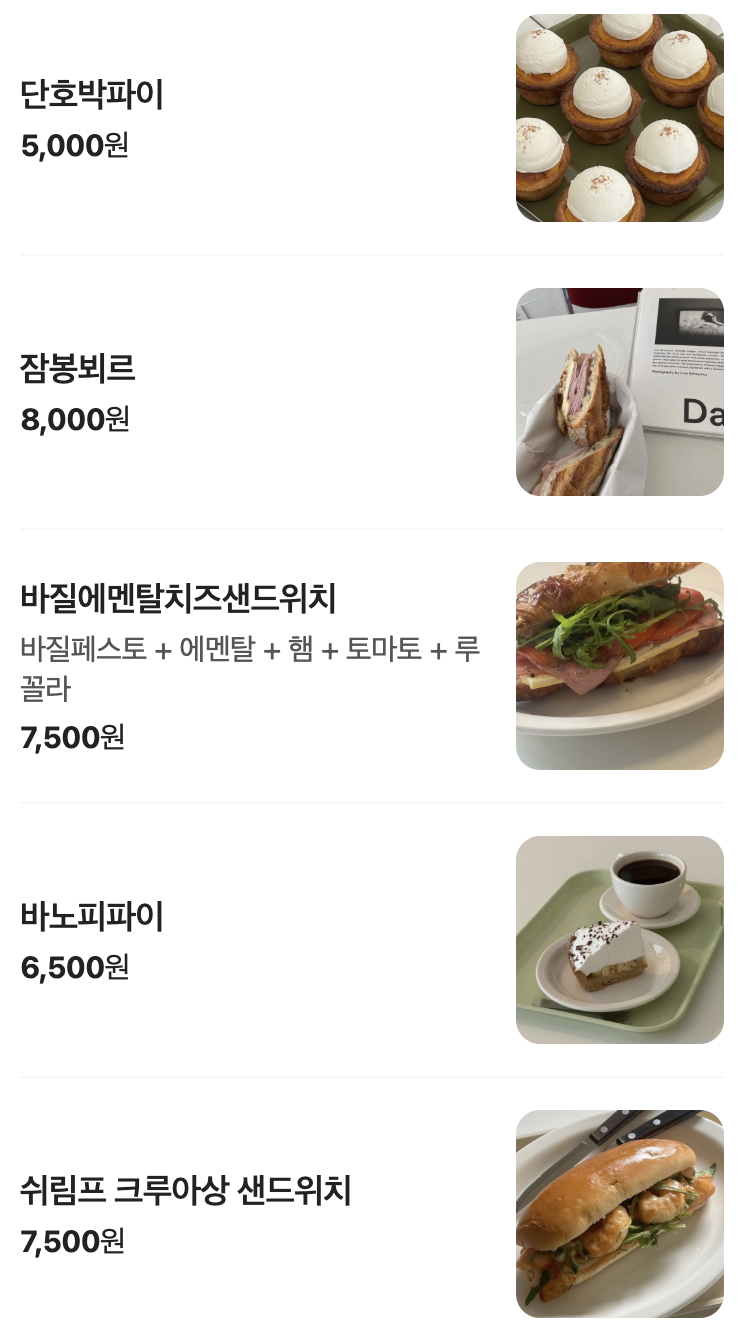 단호박파이
5,000원
잠봉뵈르
8,000원
Da
바질에멘탈치즈샌드위치
바질페스토 + 에멘탈 + 햄 + 토마토 + 루
꼴라
7,500원
바노피파이
6,500원
쉬림프 크루아상 샌드위치
7,500원